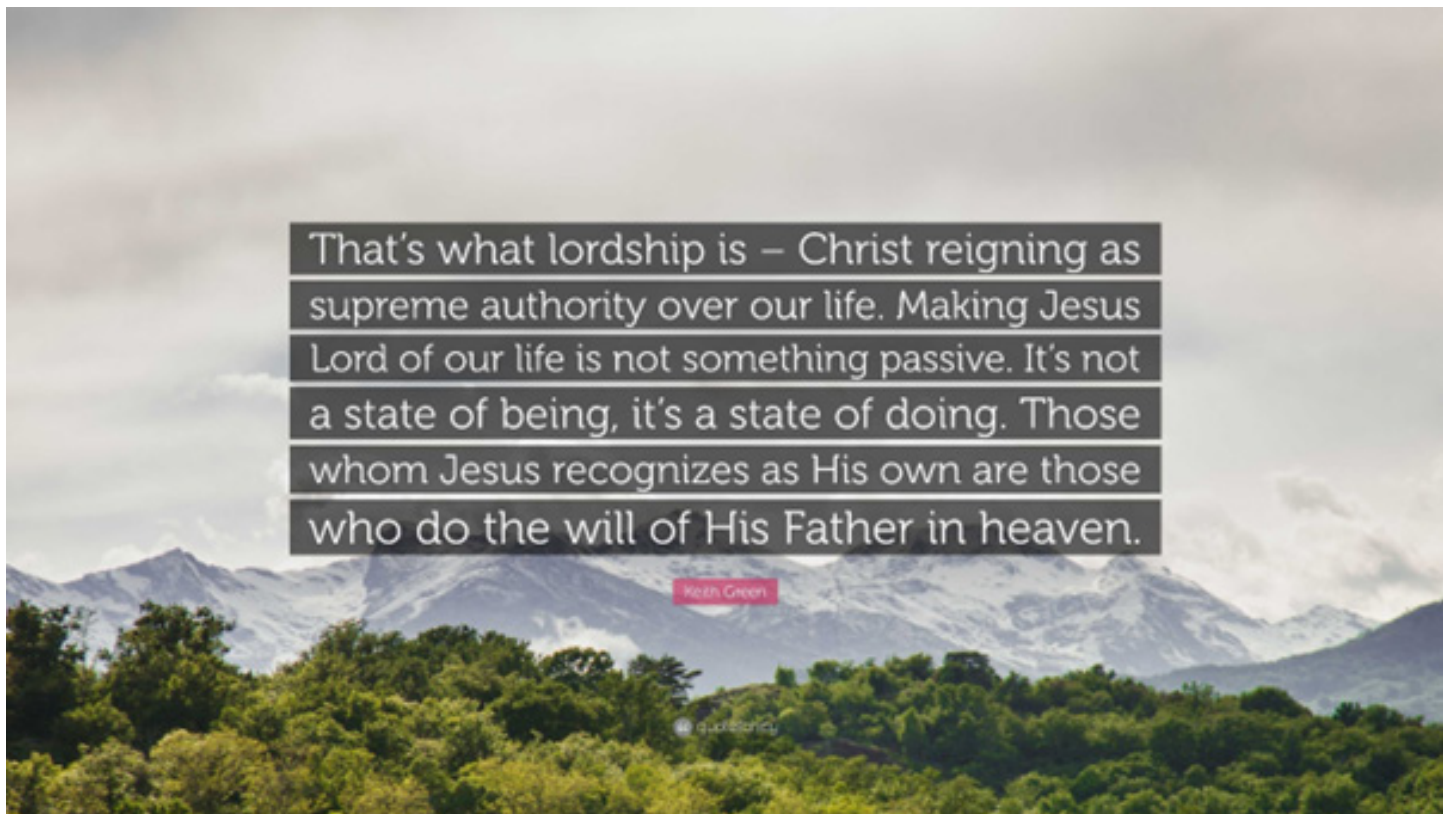 That’s what lordship is – Christ reigning as
supreme authority over our life. Making Jesus
Lord of our life is not something passive. It’s not
a state of being, it’s a state of doing. Those
whom Jesus recognizes as His own are those
who do the will of His Father in heaven.
Keith Green
quotefancy